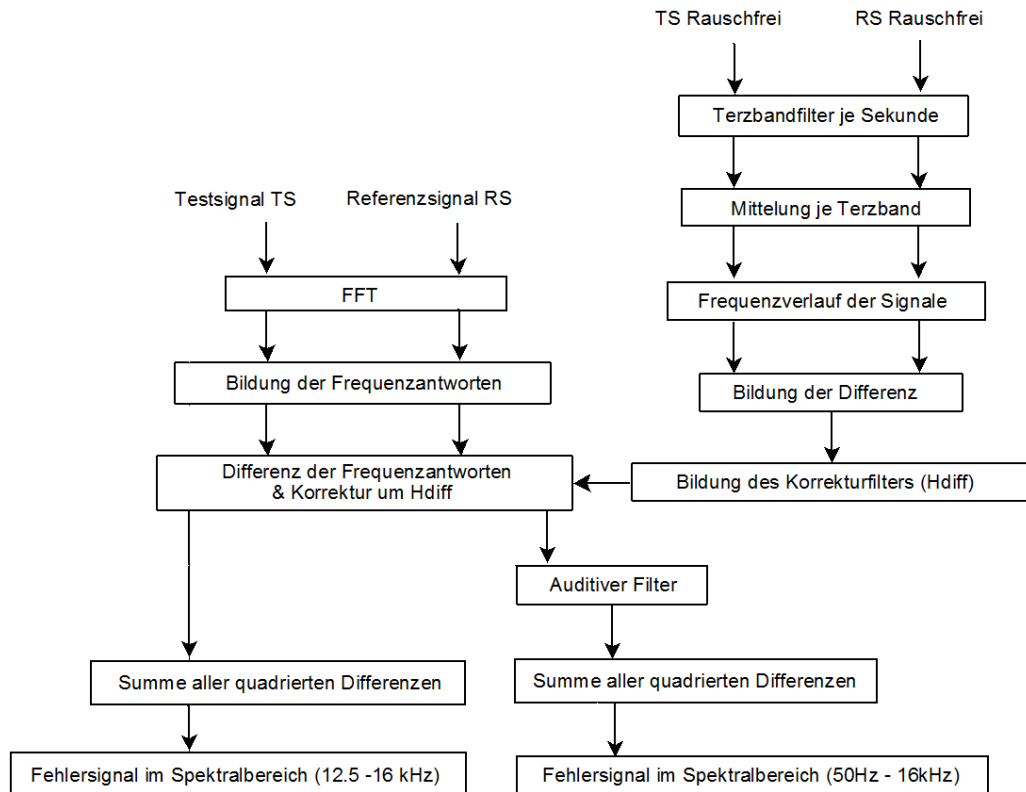 TS Rauschfrei
RS Rauschfrei
Terzbandfilter je Sekunde
Mittelung je Terzband
Testsignal TS
Referenzsignal RS
FFT
Frequenzverlauf der Signale
Bildung der Frequenzantworten
Bildung der Differenz
Differenz der Frequenzantworten
& Korrektur um Hdiff
Bildung des Korrekturfilters (Hdiff)
Auditiver Filter
Summe aller quadrierten Differenzen
Summe aller quadrierten Differenzen
Fehlersignal im Spektralbereich (12.5 -16 kHz)
Fehlersignal im Spektralbereich (50Hz - 16kHz)